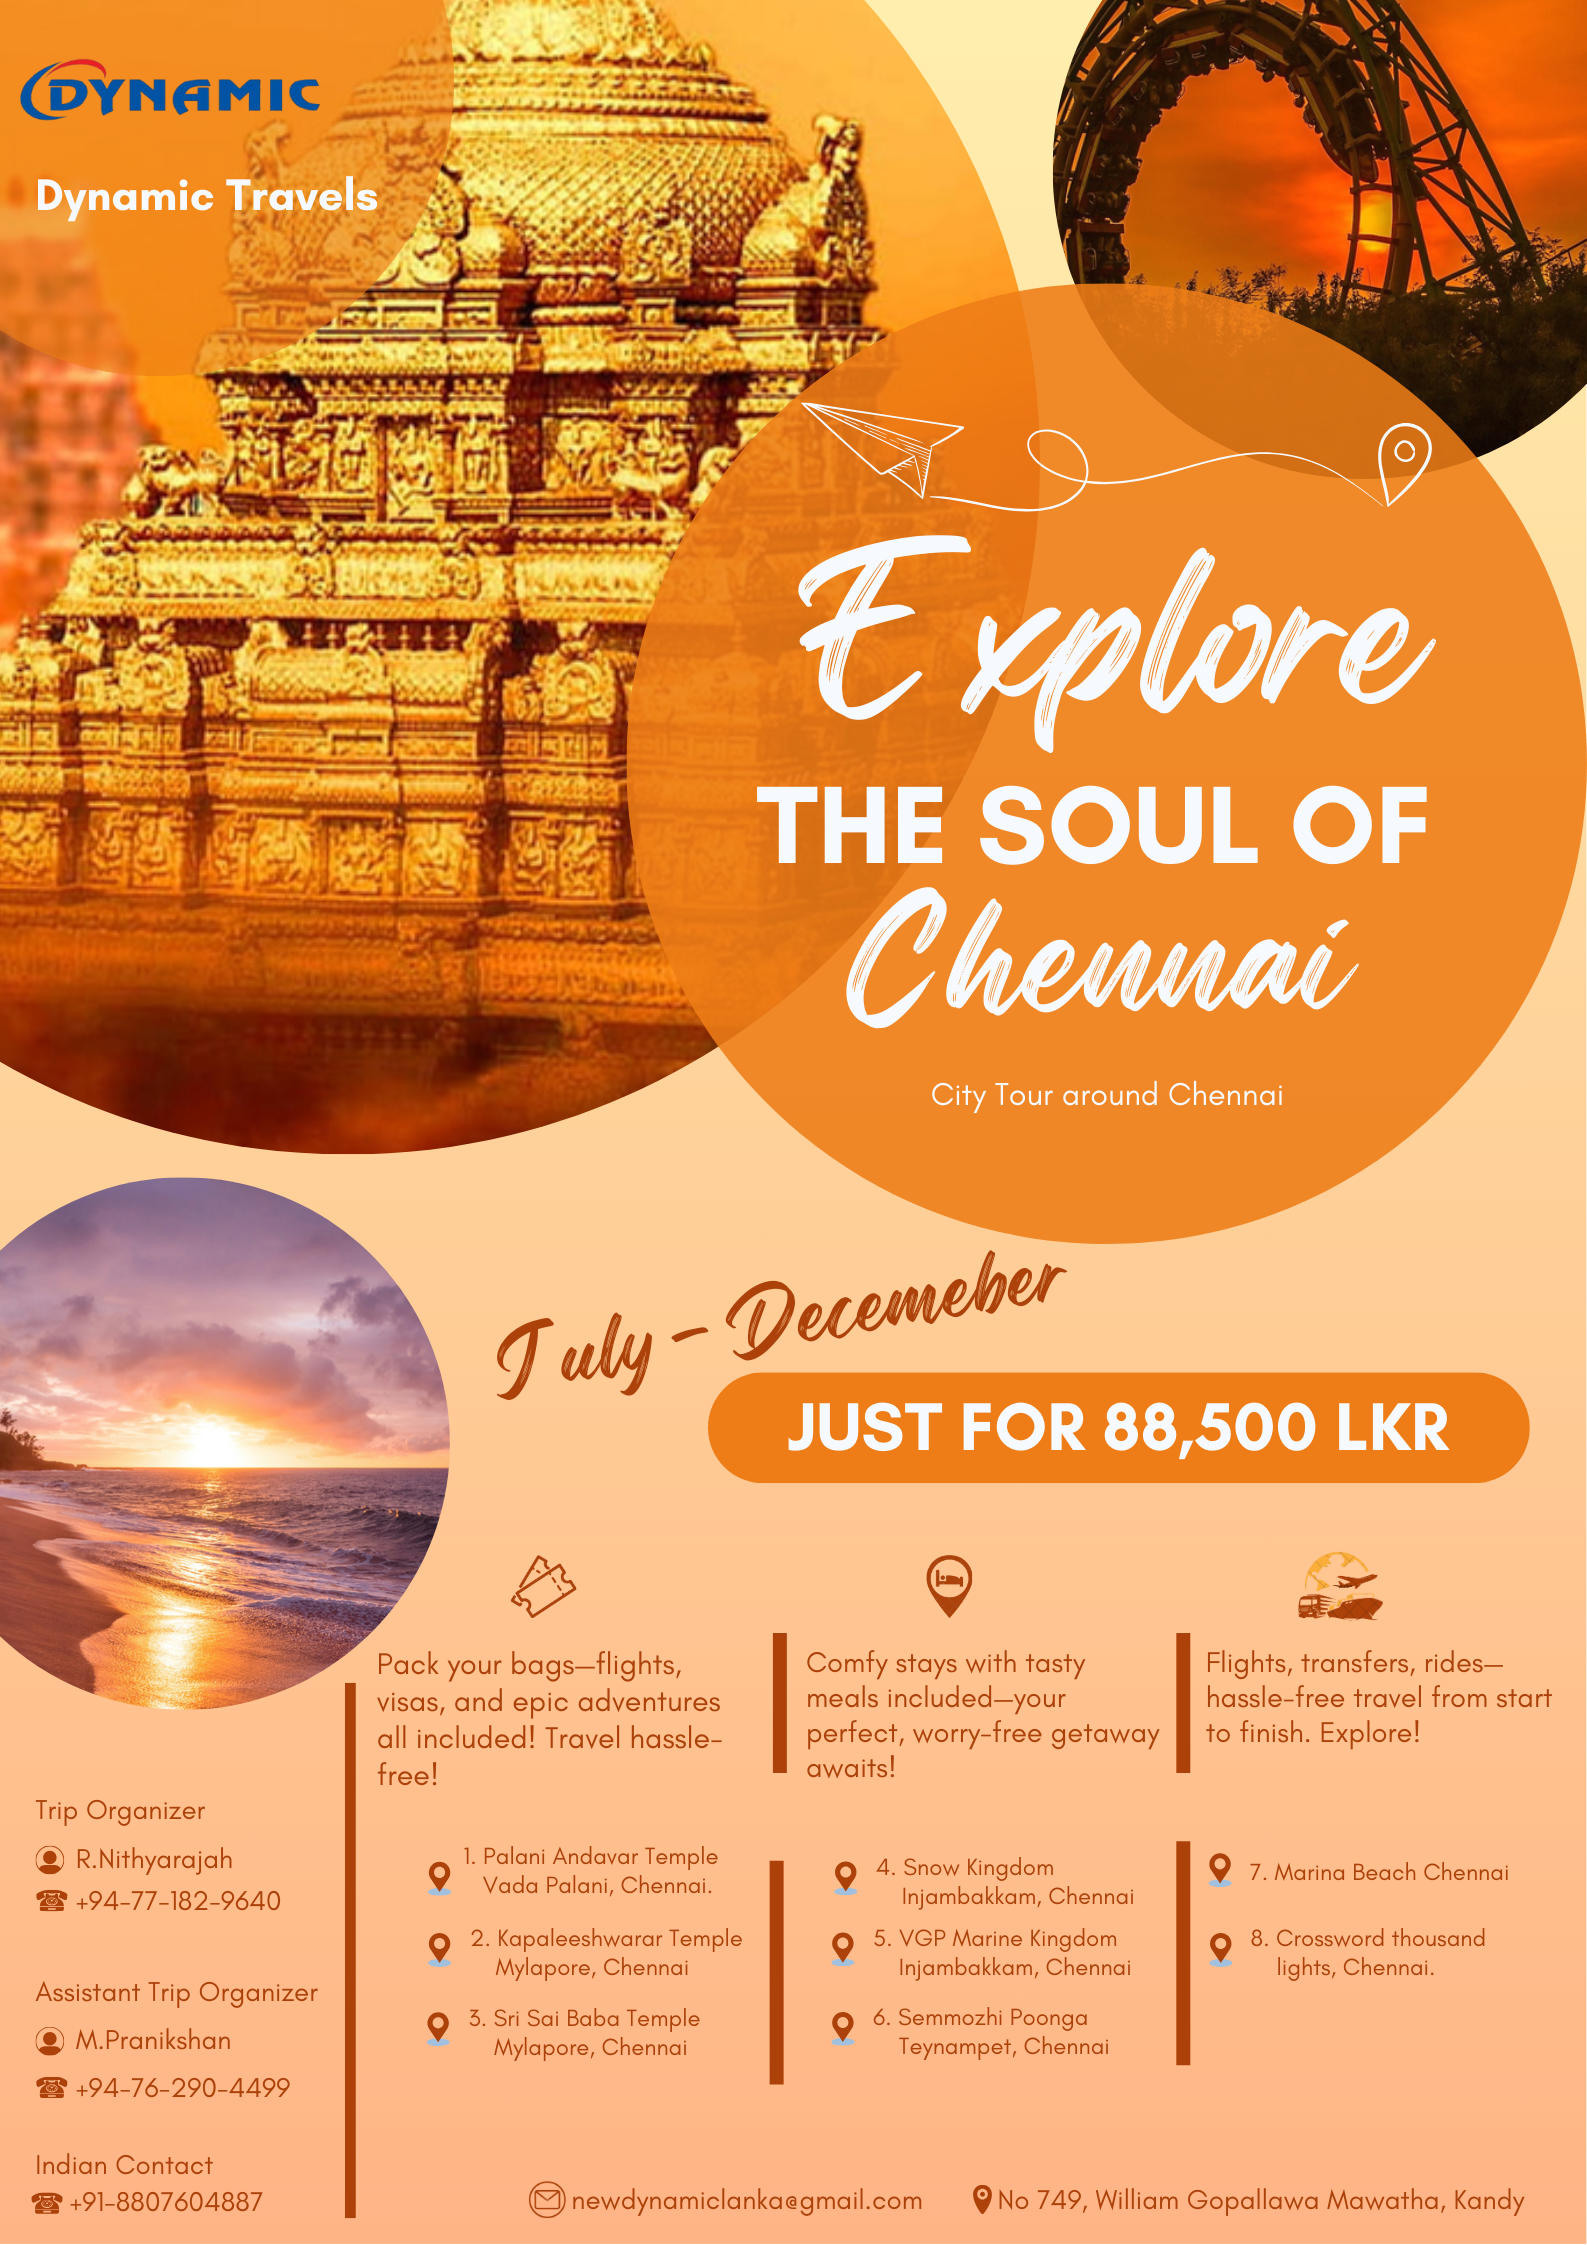 DYNAMIC
Dynamic Travels
Explore
THE SOUL OF
Chennai
City Tour around Chennai
July - Decemeber
JUST FOR 88,500 LKR
Pack your bags—flights,
visas, and epic adventures
all included! Travel hassle-
free!
Comfy stays with tasty
meals included—your
perfect, worry-free getaway
awaits!
Flights, transfers, rides—
hassle-free travel from start
to finish. Explore!
Trip Organizer
R.Nithyarajah
+94-77-182-9640
Assistant Trip Organizer
M.Pranikshan
+94-76-290-4499
Indian Contact
+91-8807604887
1. Palani Andavar Temple
Vada Palani, Chennai.
2. Kapaleeshwarar Temple
Mylapore, Chennai
3. Sri Sai Baba Temple
Mylapore, Chennai
4. Snow Kingdom
Injambakkam, Chennai
5. VGP Marine Kingdom
Injambakkam, Chennai
6. Semmozhi Poonga
Teynampet, Chennai
7. Marina Beach Chennai
8. Crossword thousand
lights, Chennai.
newdynamiclanka@gmail.com
No 749, William Gopallawa Mawatha, Kandy